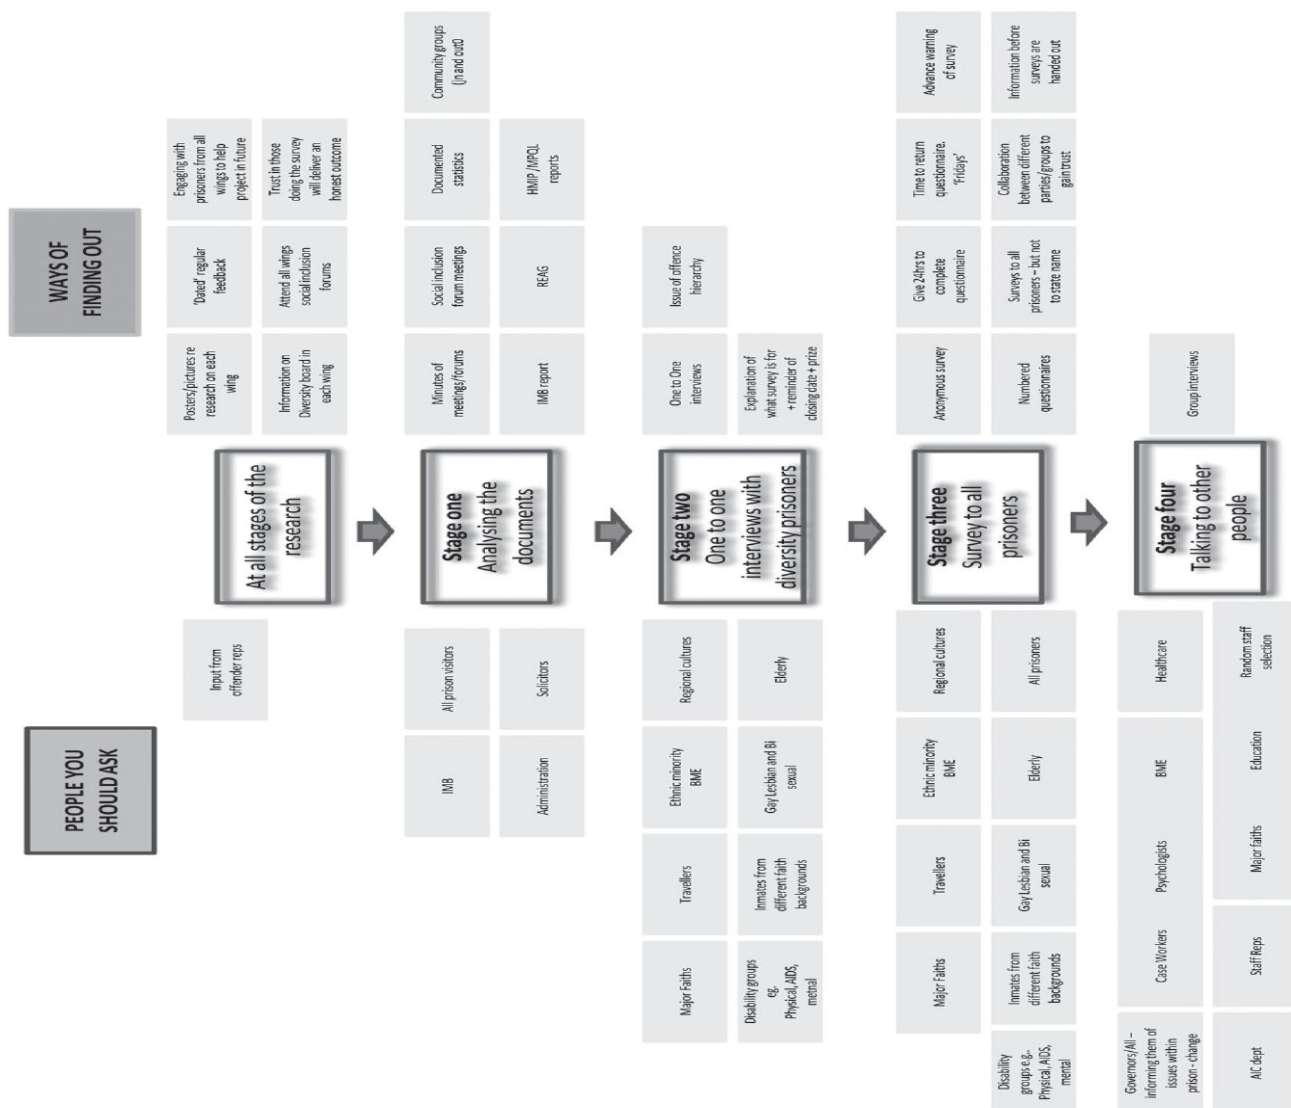 PEOPLE YOU
SHOULD ASK
WAYS OF
FINDING OUT
Input from
offender reps
At all stages of the
research
Posters/pictures re
research on each
wing
'Dated' regular
feedback
Engaging with
prisoners from all
wings to help
project in future
Information on
Diversity board in
each wing
Attend all wings
social inclusion
forums
Trust in those
doing the survey
will deliver an
honest outcome
IMB
All prison visitors
Administration
Solicitors
Stage one
Analysing the
documents
Minutes of
meetings/forums
Social inclusion
forum meetings
Documented
statistics
Community groups
(in and out0
IMB report
REAG
HMIP /MPQL
reports
Major Faiths
Travellers
Ethnic minority
BME
Regional cultures
Disability groups
eg.
Physical, AIDS,
metnal
Inmates from
different faith
backgrounds
Gay Lesbian and Bi
sexual
Elderly
Stage two
One to one
interviews with
diversity prisoners
One to One
interviews
Issue of offence
hierarchy
Explanation of
what survey is for
+ reminder of
closing date + prize
Major Faiths
Travellers
Ethnic minority
BME
Regional cultures
Disability
groups e.g.,
Physical, AIDS,
mental
Inmates from
different faith
backgrounds
Gay Lesbian and Bi
sexual
Elderly
All prisoners
Stage three
Survey to all
prisoners
Anonymous survey
Give 24hrs to
complete
questionnaire
Time to return
questionnaire.
'Fridays'
Advance warning
of survey
Numbered
questionnaires
Surveys to all
prisoners – but not
to state name
Collaboration
between different
parties/groups to
gain trust
Information before
surveys are
handed out
Governors/All –
informing them of
issues within
prison - change
Case Workers
Psychologists
BME
Healthcare
AIC dept
Staff Reps
Major faiths
Education
Random staff
selection
Stage four
Talking to other
people
Group interviews